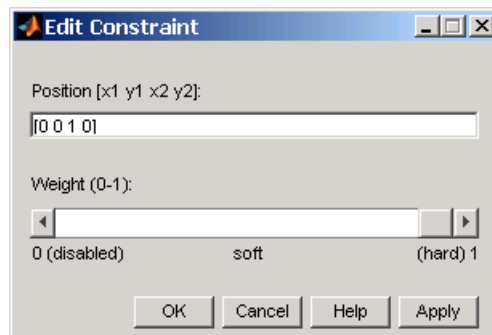 Edit Constraint
Position [x1 y1 x2 y2]:
[0 0 1 0]
Weight (0-1):
0 (disabled) soft (hard) 1
OK Cancel Help Apply